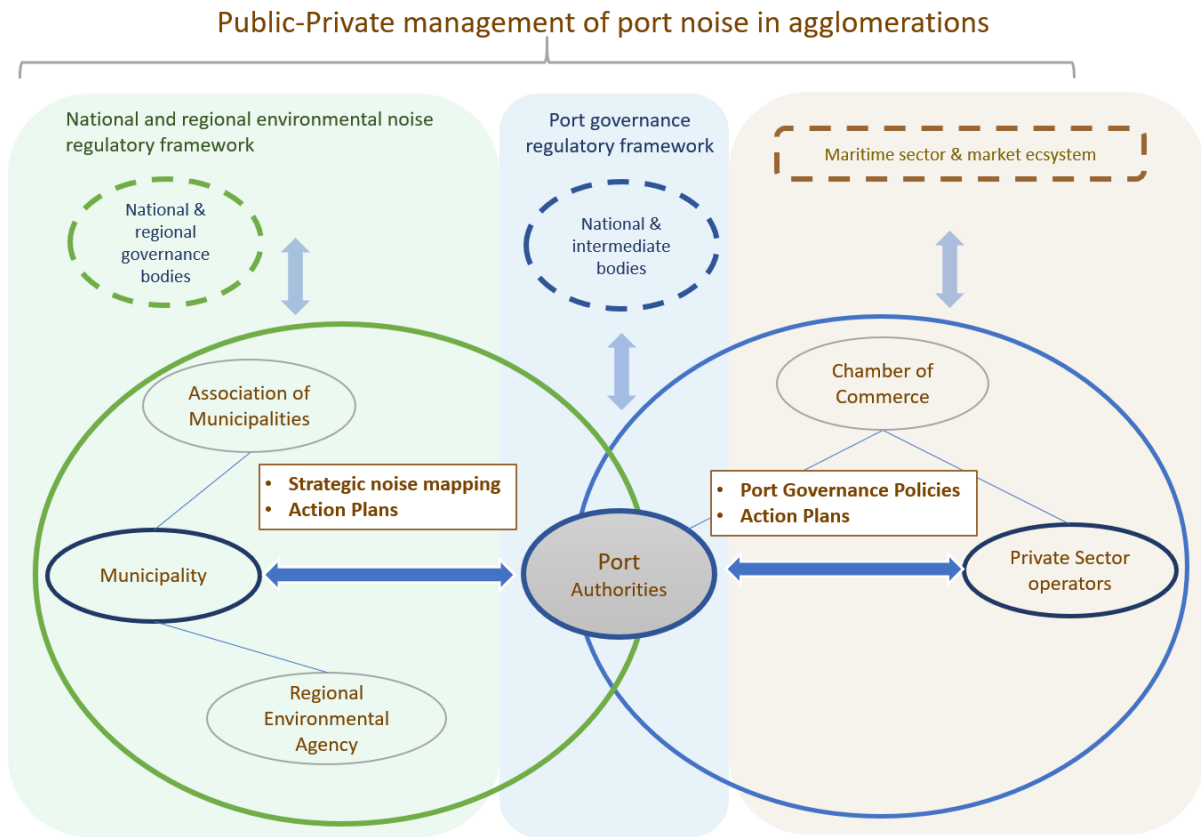 Public-Private management of port noise in agglomerations
National and regional environmental noise
regulatory framework
Port governance
regulatory framework
Maritime sector & market ecsystem
National &
regional
governance
bodies
National &
intermediate
bodies
Association of
Municipalities
Chamber of
Commerce
• Strategic noise mapping
• Action Plans
• Port Governance Policies
• Action Plans
Municipality
Port
Authorities
Private Sector
operators
Regional
Environmental
Agency